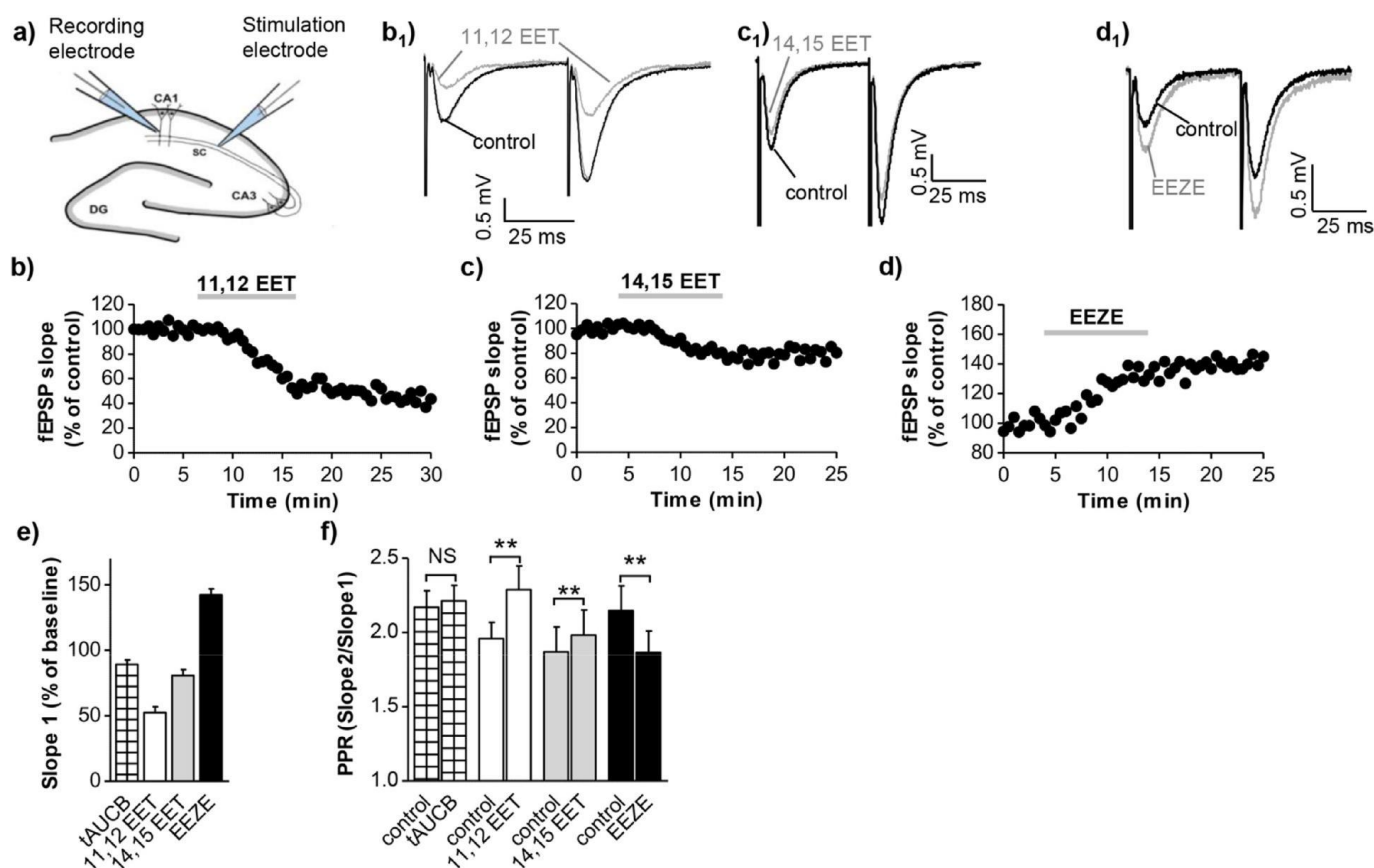 a) Recording
electrode
Stimulation
electrode
CA1
SC
CA3
DG
b₁)
11,12 EET
control
0.5 mV
25 ms
c₁)
14,15 EET
control
0.5 mV
25 ms
d₁)
control
EEZE
0.5 mV
25 ms
b)
11,12 EET
fEPSP slope
(% of control)
120
100
80
60
40
20
0
0 5 10 15 20 25 30
Time (min)
c)
14,15 EET
fEPSP slope
(% of control)
120
100
80
60
40
20
0
0 5 10 15 20 25
Time (min)
d)
EEZE
fEPSP slope
(% of control)
180
160
140
120
100
80
0 5 10 15 20 25
Time (min)
e)
Slope 1 (% of baseline)
150
100
50
0
tAUCB
11, 12 EET
14, 15 EET
EEZE
f)
PPR (Slope2/Slope1)
2.5
2.0
1.5
1.0
NS
**
**
**
control
tAUCB
control
11, 12 EET
control
14, 15 EET
control
EEZE